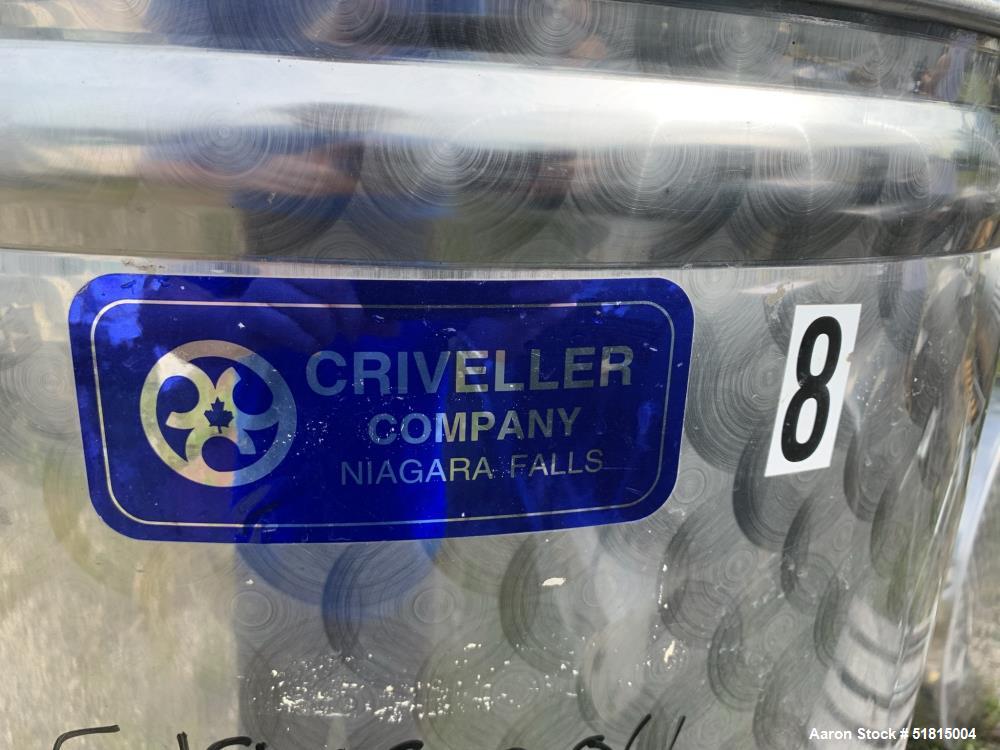 CRIVELLER
COMPANY
NIAGARA FALLS
8
Aaron Stock # 51815004